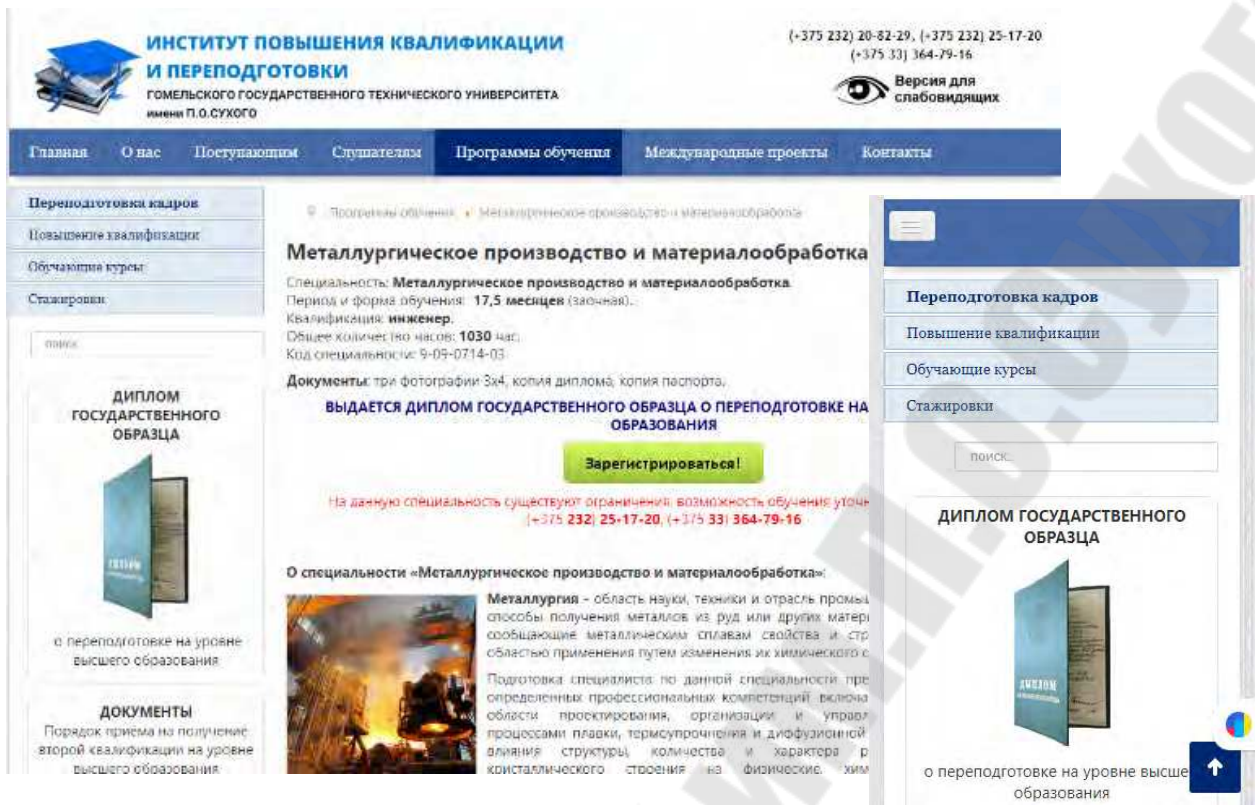 ИНСТИТУТ ПОВЫШЕНИЯ КВАЛИФИКАЦИИ
И ПЕРЕПОДГОТОВКИ
ГОМЕЛЬСКОГО ГОСУДАРСТВЕННОГО ТЕХНИЧЕСКОГО УНИВЕРСИТЕТА
имени П.О.СУХОГО
(+375 232) 20-82-29, (+375 232) 25-17-20
(+375 33) 364-79-16
Версия для
слабовидящих
Главная О нас Поступающим Слушателям Программы обучения Международные проекты Контакты
Переподготовка кадров
Повышение квалификации
Обучающие курсы
Стажировки
поиск
ДИПЛОМ
ГОСУДАРСТВЕННОГО
ОБРАЗЦА
ДИПЛОМ
о переподготовке на уровне
высшего образования
ДОКУМЕНТЫ
Порядок приема на получение
второй квалификации на уровне
высшего образования
Программы обучения Металлургическое производство и материалообработка
Металлургическое производство и материалообработка
Специальность: Металлургическое производство и материалообработка
Период и форма обучения: 17,5 месяцев (заочная).
Квалификация: инженер.
Общее количество часов: 1030 час.
Код специальности: 9-09-0714-03
Документы: три фотографии 3х4, копия диплома, копия паспорта.
ВЫДАЕТСЯ ДИПЛОМ ГОСУДАРСТВЕННОГО ОБРАЗЦА О ПЕРЕПОДГОТОВКЕ НА
ОБРАЗОВАНИЯ
Зарегистрироваться!
На данную специальность существуют ограничения, возможность обучения уточ
(+375 232) 25-17-20, (+375 33) 364-79-16
О специальности «Металлургическое производство и материалообработка»:
Металлургия – область науки, техники и отрасль промыш
способы получения металлов из руд или других матер
сообщающие металлическим сплавам свойства и стр
областью применения путем изменения их химического с
Подготовка специалиста по данной специальности пре
определенных профессиональных компетенций включа
области проектирования, организации и управл
процессами плавки, термоупрочнения и диффузионной
влияния структуры, количества и характера р
кристаллического строения на физические, хим
Переподготовка кадров
Повышение квалификации
Обучающие курсы
Стажировки
поиск..
ДИПЛОМ ГОСУДАРСТВЕННОГО
ОБРАЗЦА
ДИПЛОМ
о переподготовке на уровне высше
образования